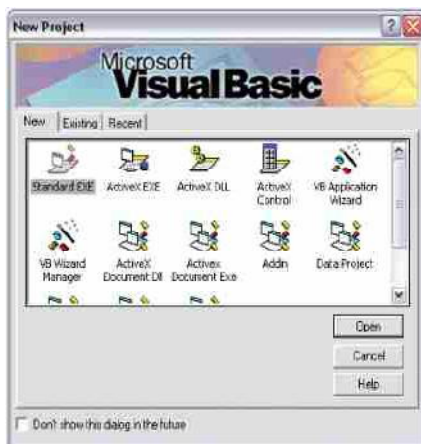 New Project
Microsoft
Visual Basic
New Existing Recent
Standard EXE ActiveX EXE ActiveX DLL ActiveX Control VB Application Wizard
VB Wizard Manager ActiveX Document Dll Activex Document Exe Addin Data Project
Open
Cancel
Help
Don't show this dialog in the future